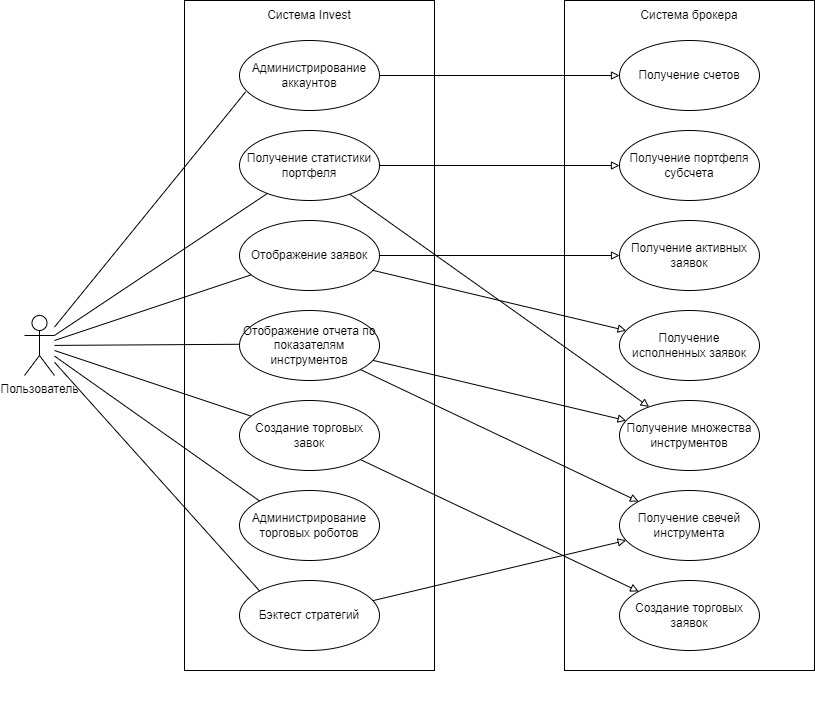 Система Invest
Администрирование
аккаунтов
Получение статистики
портфеля
Отображение заявок
Отображение отчета по
показателям
инструментов
Создание торговых
завок
Администрирование
торговых роботов
Бэктест стратегий
Пользователь
Система брокера
Получение счетов
Получение портфеля
субсчета
Получение активных
заявок
Получение
исполненных заявок
Получение множества
инструментов
Получение свечей
инструмента
Создание торговых
заявок